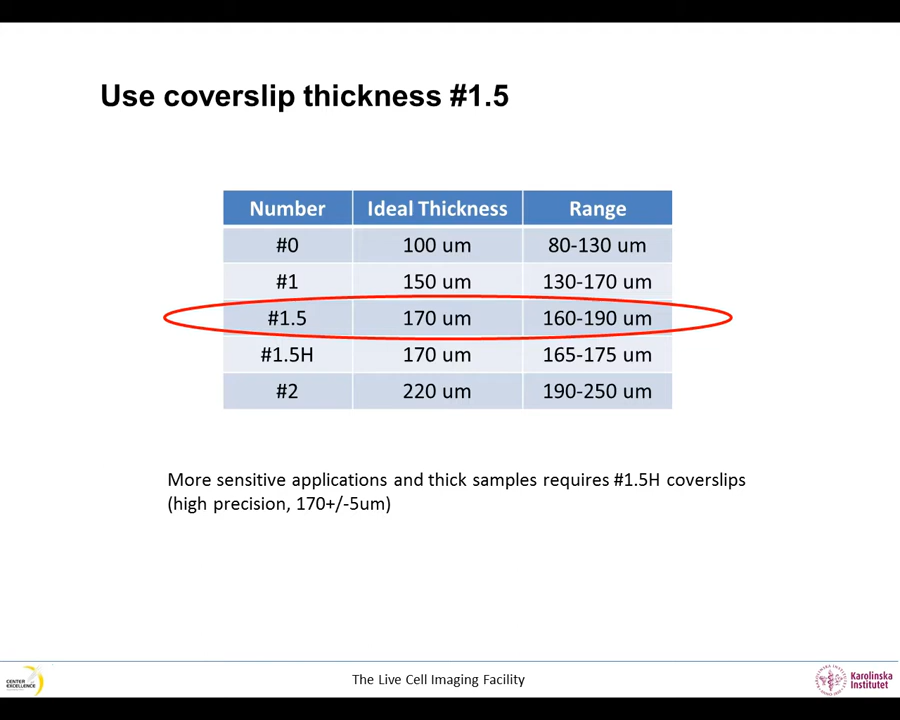 Use coverslip thickness #1.5
Number Ideal Thickness Range
#0 100 um 80-130 um
#1 150 um 130-170 um
#1.5 170 um 160-190 um
#1.5H 170 um 165-175 um
#2 220 um 190-250 um
More sensitive applications and thick samples requires #1.5H coverslips
(high precision, 170+/-5um)
CENTER
EXCELLENCE
The Live Cell Imaging Facility
Karolinska
Institutet